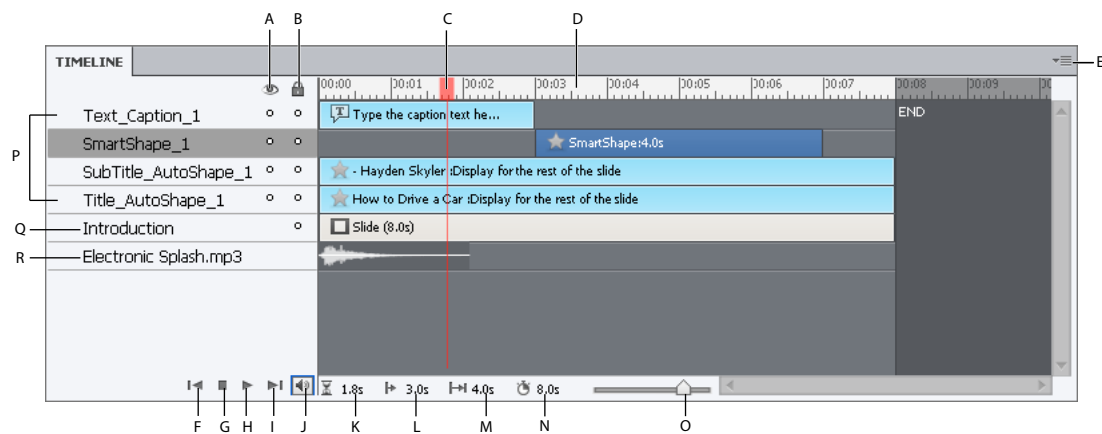 A B C D
TIMELINE E
00:00 00:01 00:02 00:03 00:04 00:05 00:06 00:07 00:08 00:09
Text_Caption_1 Type the caption text he... END
SmartShape_1 SmartShape:4.0s
P
SubTitle_AutoShape_1 - Hayden Skyler :Display for the rest of the slide
Title_AutoShape_1 How to Drive a Car :Display for the rest of the slide
Q Introduction Slide (8.0s)
R Electronic Splash.mp3
1.8s 3.0s 4.0s 8.0s
F G H I J K L M N O